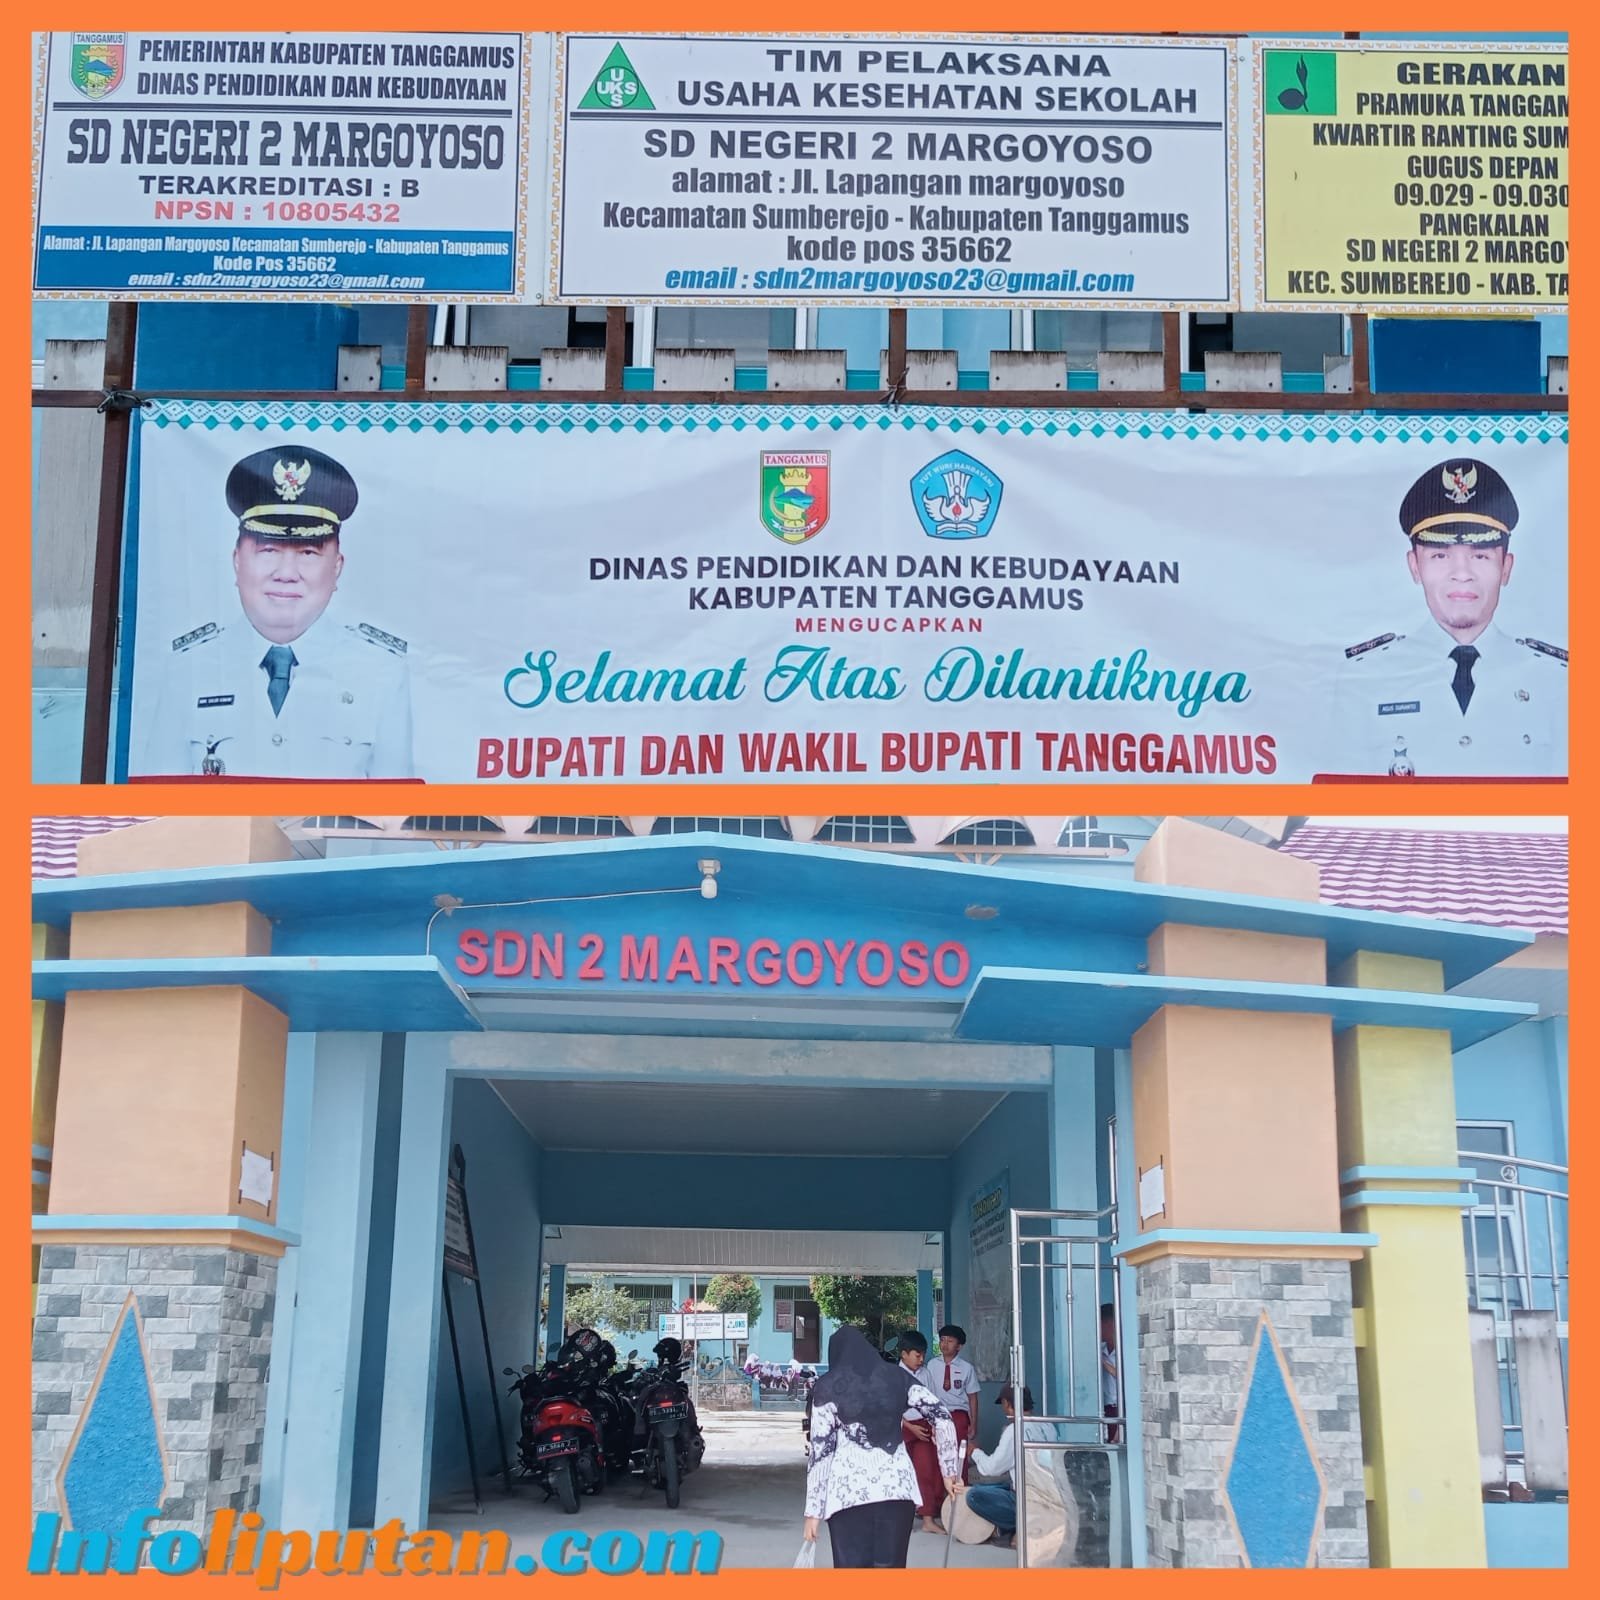 TANGGAMUS
PEMERINTAH KABUPATEN TANGGAMUS
DINAS PENDIDIKAN DAN KEBUDAYAAN
SD NEGERI 2 MARGOYOSO
TERAKREDITASI : B
NPSN : 10805432
Alamat : Jl. Lapangan Margoyoso Kecamatan Sumberejo - Kabupaten Tanggamus
Kode Pos 35662
email : sdn2margoyoso23@gmail.com
UKS
U
S
TIM PELAKSANA
USAHA KESEHATAN SEKOLAH
SD NEGERI 2 MARGOYOSO
alamat : Jl. Lapangan margoyoso
Kecamatan Sumberejo - Kabupaten Tanggamus
kode pos 35662
email : sdn2margoyoso23@gmail.com
GERAKAN
PRAMUKA TANGGAM
KWARTIR RANTING SUM
GUGUS DEPAN
09.029 - 09.030
PANGKALAN
SD NEGERI 2 MARGOY
KEC. SUMBEREJO - KAB. TA
TANGGAMUS
TUT WURI HANDAYANI
DINAS PENDIDIKAN DAN KEBUDAYAAN
KABUPATEN TANGGAMUS
MENGUCAPKAN
Selamat Atas Dilantiknya
BUPATI DAN WAKIL BUPATI TANGGAMUS
AGUS SURANTO
SDN 2 MARGOYOSO
UKS
Infoliputan.com